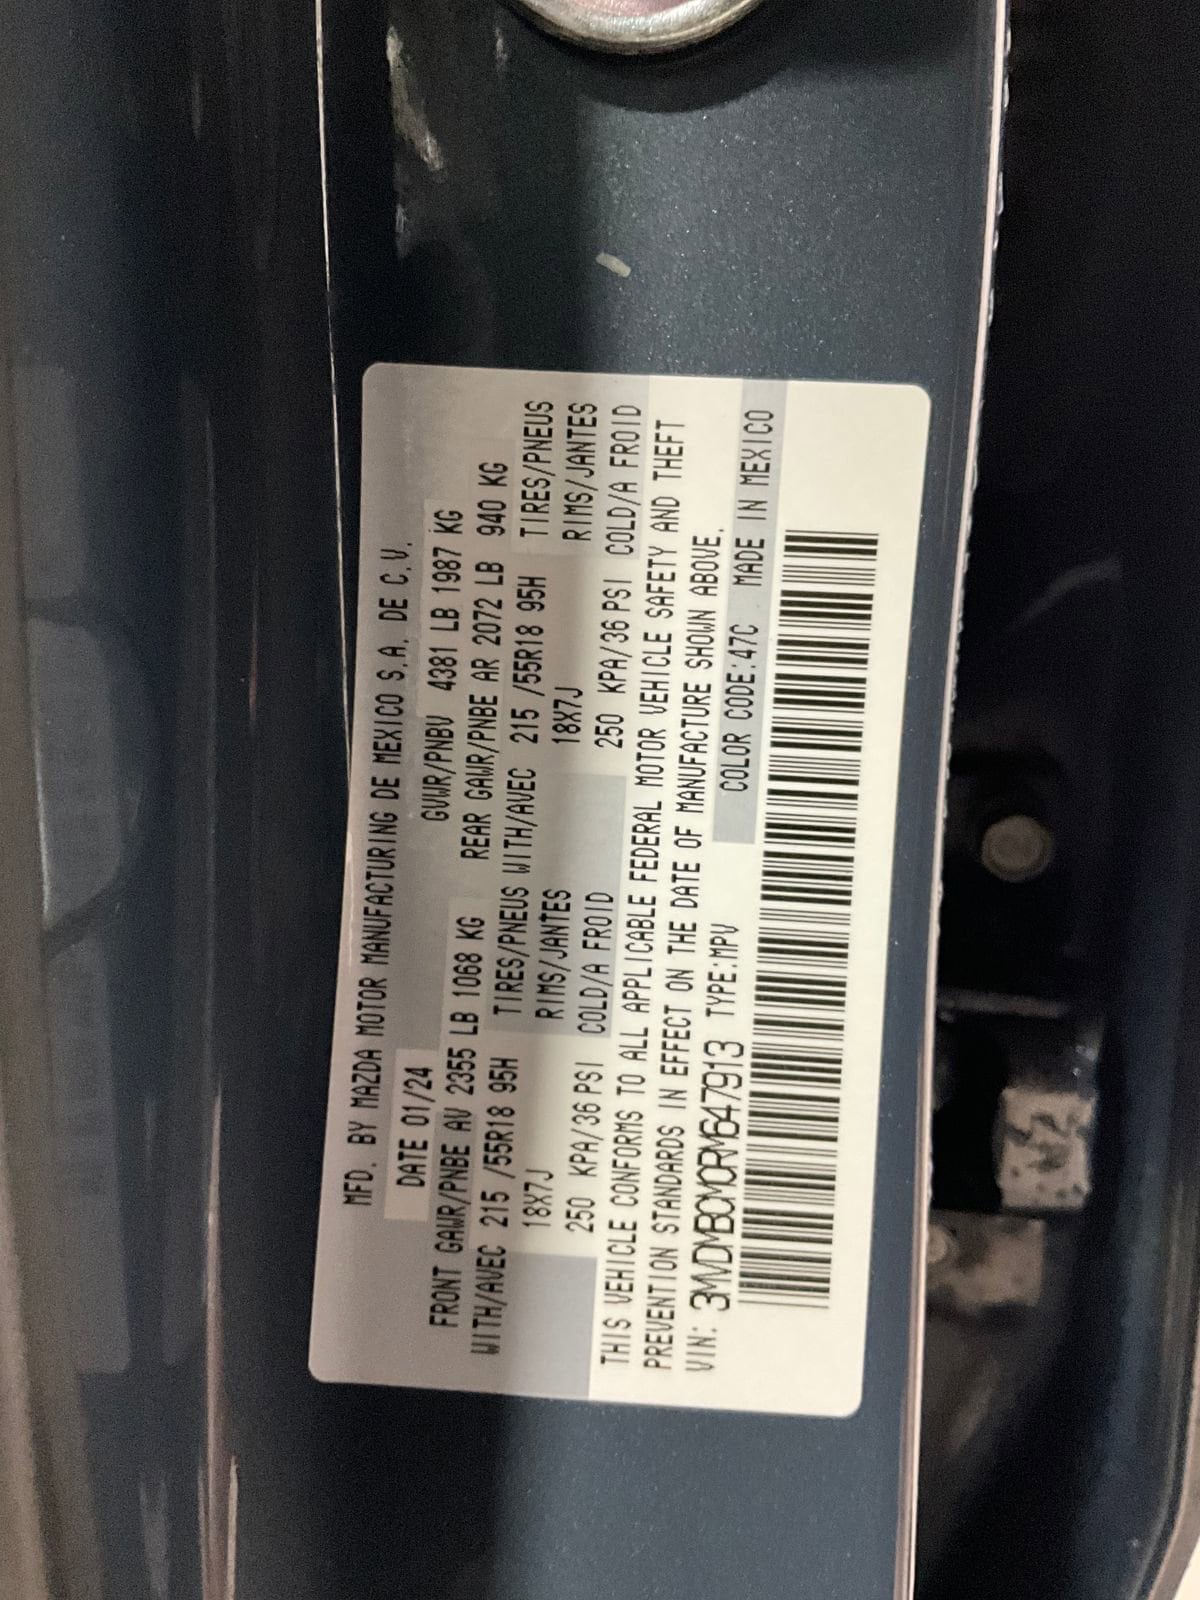 MFD. BY MAZDA MOTOR MANUFACTURING DE MEXICO S.A. DE C.V.
DATE 01/24 GVWR/PNBV 4381 LB 1987 KG
FRONT GAWR/PNBE AV 2355 LB 1068 KG REAR GAWR/PNBE AR 2072 LB 940 KG
WITH/AVEC 215 /55R18 95H TIRES/PNEUS WITH/AVEC 215 /55R18 95H TIRES/PNEUS
18X7J RIMS/JANTES 18X7J RIMS/JANTES
250 KPA/36 PSI COLD/A FROID 250 KPA/36 PSI COLD/A FROID
THIS VEHICLE CONFORMS TO ALL APPLICABLE FEDERAL MOTOR VEHICLE SAFETY AND THEFT
PREVENTION STANDARDS IN EFFECT ON THE DATE OF MANUFACTURE SHOWN ABOVE.
VIN: 3MVDMBCM0RM647913 TYPE:MPV COLOR CODE:47C MADE IN MEXICO